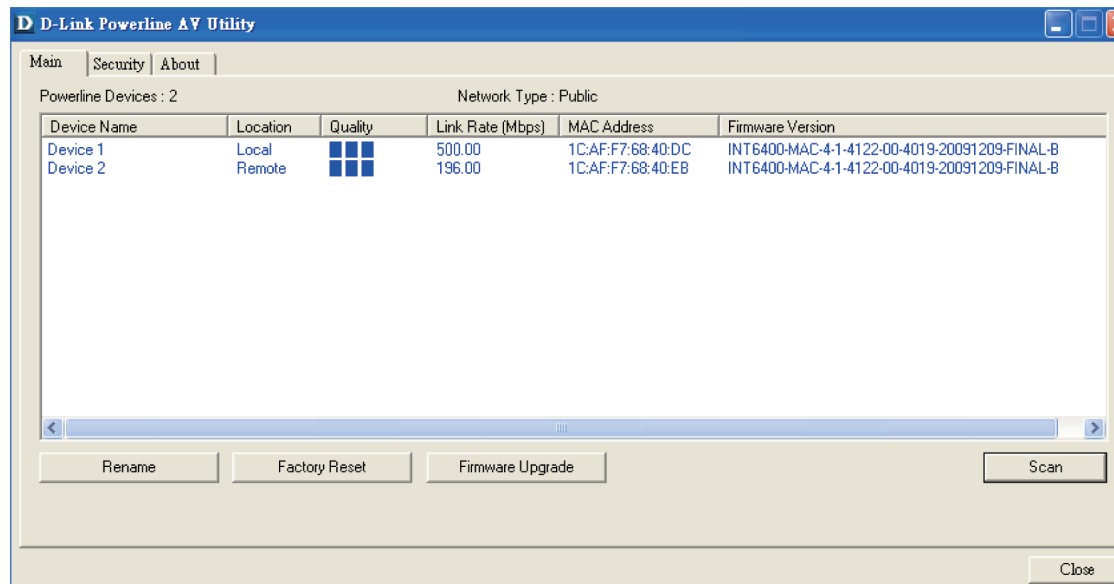 D D-Link Powerline AV Utility
Main Security About
Powerline Devices : 2 Network Type : Public
Device Name Location Quality Link Rate (Mbps) MAC Address Firmware Version
Device 1 Local 500.00 1C:AF:F7:68:40:DC INT6400-MAC-4-1-4122-00-4019-20091209-FINAL-B
Device 2 Remote 196.00 1C:AF:F7:68:40:EB INT6400-MAC-4-1-4122-00-4019-20091209-FINAL-B
Rename Factory Reset Firmware Upgrade Scan
Close